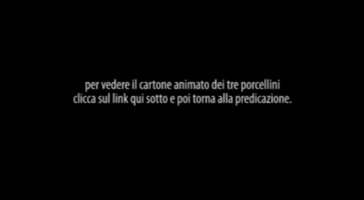 per vedere il cartone animato dei tre porcellini
clicca sul link qui sotto e poi torna alla predicazione.